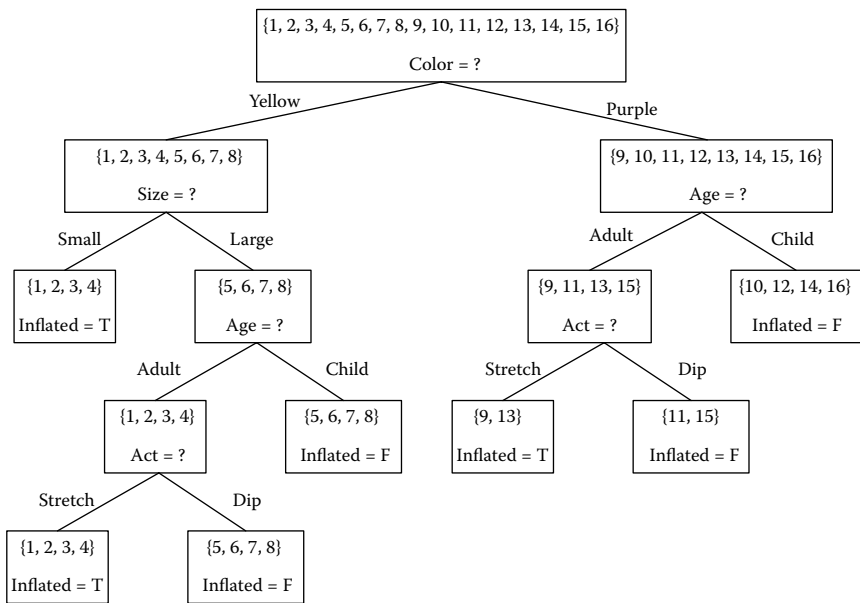 {1, 2, 3, 4, 5, 6, 7, 8, 9, 10, 11, 12, 13, 14, 15, 16}
Color = ?
Yellow
Purple
{1, 2, 3, 4, 5, 6, 7, 8}
Size = ?
{9, 10, 11, 12, 13, 14, 15, 16}
Age = ?
Small
Large
Adult
Child
{1, 2, 3, 4}
Inflated = T
{5, 6, 7, 8}
Age = ?
{9, 11, 13, 15}
Act = ?
{10, 12, 14, 16}
Inflated = F
Adult
Child
Stretch
Dip
{1, 2, 3, 4}
Act = ?
{5, 6, 7, 8}
Inflated = F
{9, 13}
Inflated = T
{11, 15}
Inflated = F
Stretch
Dip
{1, 2, 3, 4}
Inflated = T
{5, 6, 7, 8}
Inflated = F